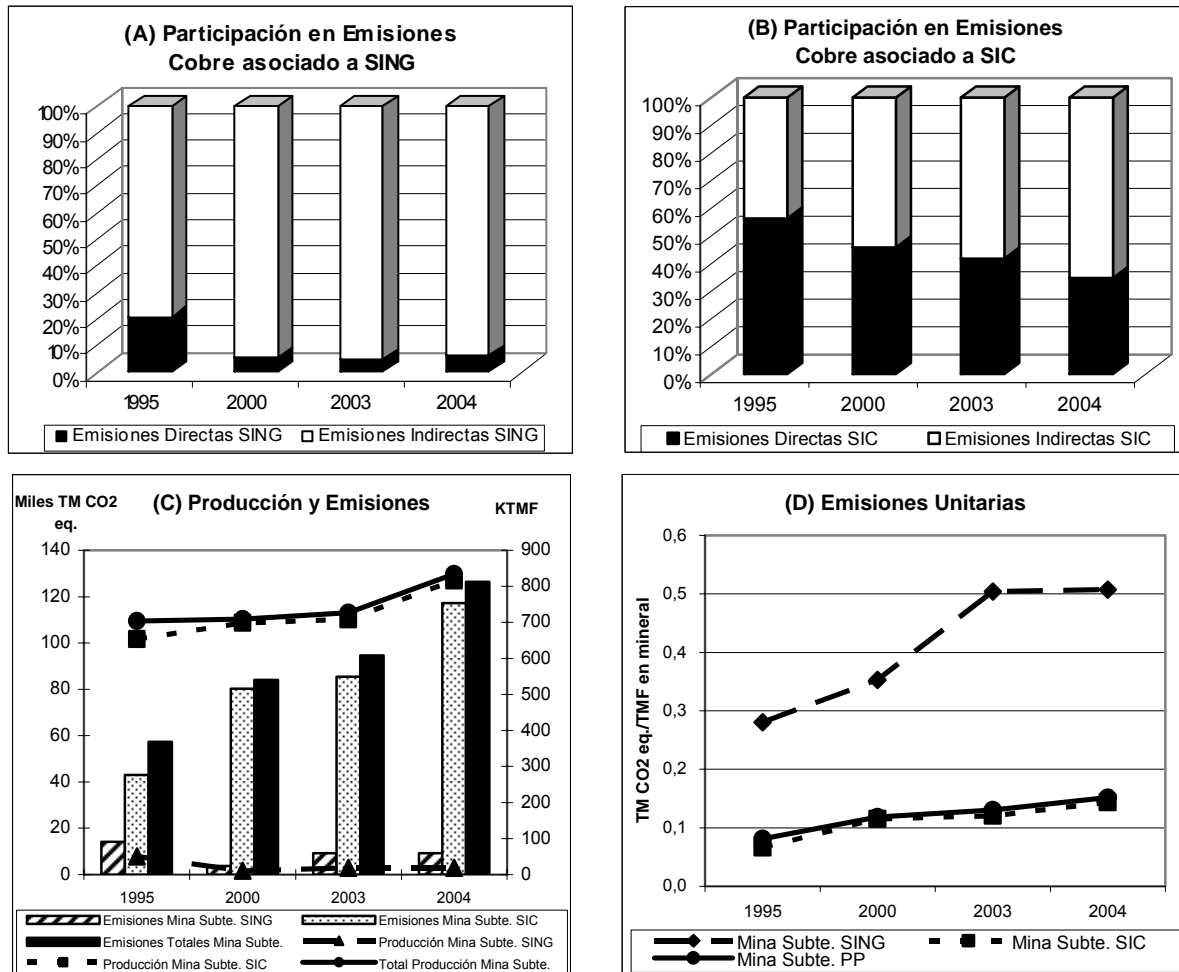 (A) Participación en Emisiones
Cobre asociado a SING
100%
90%
80%
70%
60%
50%
40%
30%
20%
10%
0%
1995 2000 2003 2004
Emisiones Directas SING Emisiones Indirectas SING
(B) Participación en Emisiones
Cobre asociado a SIC
100%
90%
80%
70%
60%
50%
40%
30%
20%
10%
0%
1995 2000 2003 2004
Emisiones Directas SIC Emisiones Indirectas SIC
Miles TM CO2
eq.
(C) Producción y Emisiones
KTMF
140 900
120 800
100 700
80 600
60 500
40 400
20 300
0 200
100
0
1995 2000 2003 2004
Emisiones Mina Subte. SING Emisiones Mina Subte. SIC
Emisiones Totales Mina Subte. Producción Mina Subte. SING
Producción Mina Subte. SIC Total Producción Mina Subte.
(D) Emisiones Unitarias
TM CO2 eq./TMF en mineral
0,6
0,5
0,4
0,3
0,2
0,1
0,0
1995 2000 2003 2004
Mina Subte. SING Mina Subte. SIC
Mina Subte. PP